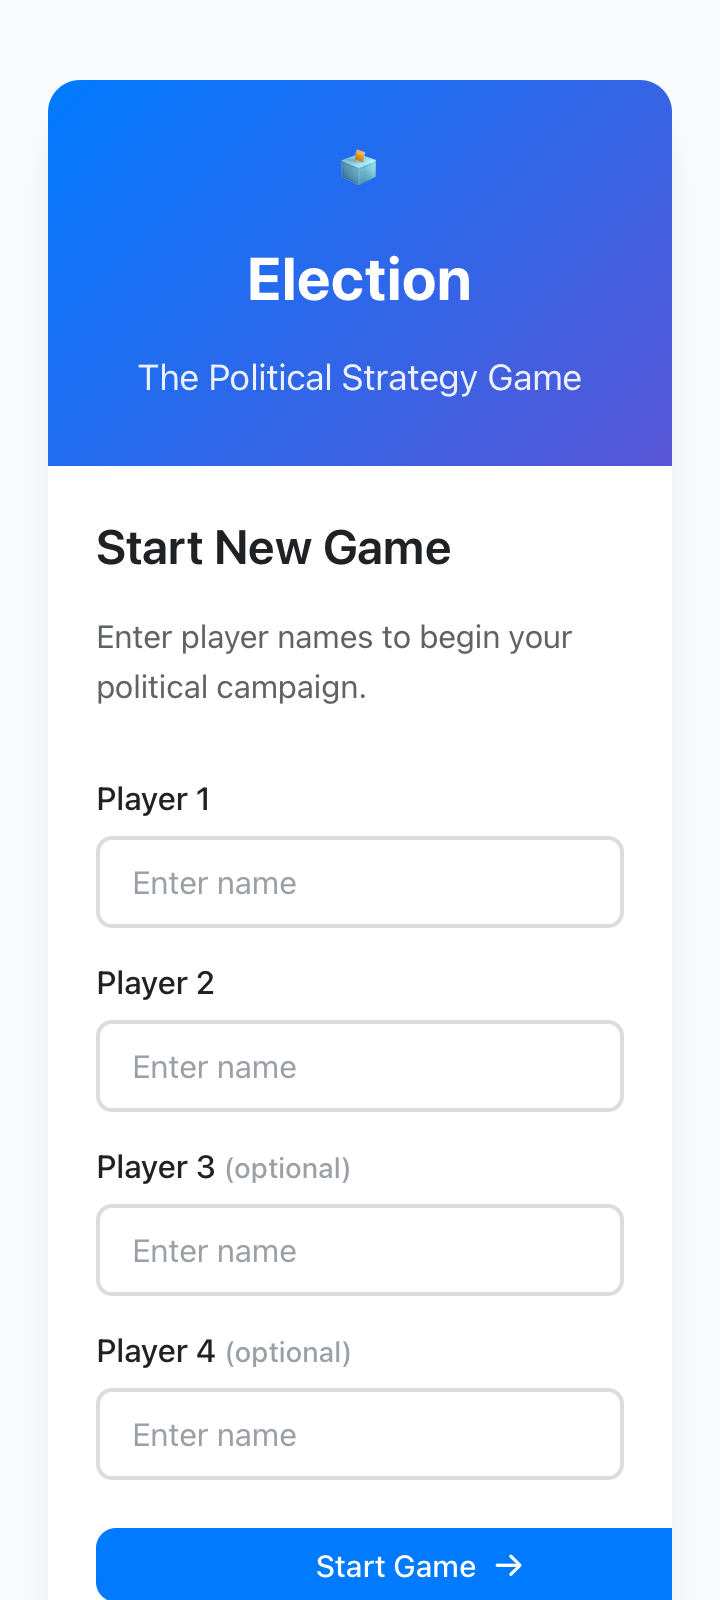 Election
The Political Strategy Game
Start New Game
Enter player names to begin your
political campaign.
Player 1
Enter name
Player 2
Enter name
Player 3 (optional)
Enter name
Player 4 (optional)
Enter name
Start Game →